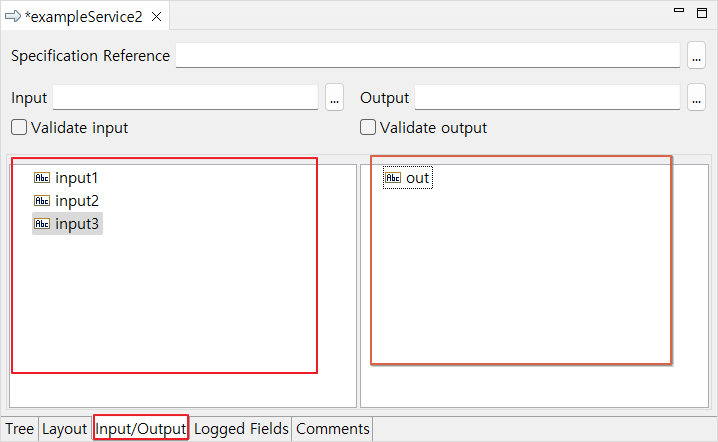 *exampleService2
Specification Reference ...
Input ... Output ...
Validate input Validate output
Abc input1 Abc out
Abc input2
Abc input3
Tree Layout Input/Output Logged Fields Comments